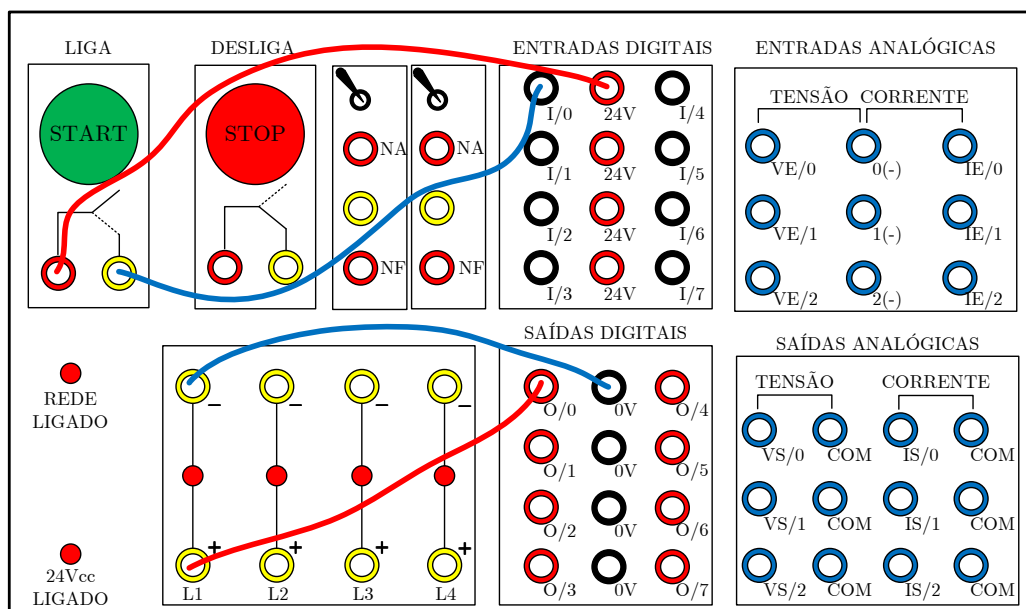 LIGA
DESLIGA
ENTRADAS DIGITAIS
ENTRADAS ANALÓGICAS
START
STOP
NA
NA
NF
NF
I/0 24V I/4
I/1 24V I/5
I/2 24V I/6
I/3 24V I/7
TENSÃO CORRENTE
VE/0 0(-) IE/0
VE/1 1(-) IE/1
VE/2 2(-) IE/2
REDE
LIGADO
24Vcc
LIGADO
− − − −
+ + + +
L1 L2 L3 L4
SAÍDAS DIGITAIS
O/0 0V O/4
O/1 0V O/5
O/2 0V O/6
O/3 0V O/7
SAÍDAS ANALÓGICAS
TENSÃO CORRENTE
VS/0 COM IS/0 COM
VS/1 COM IS/1 COM
VS/2 COM IS/2 COM